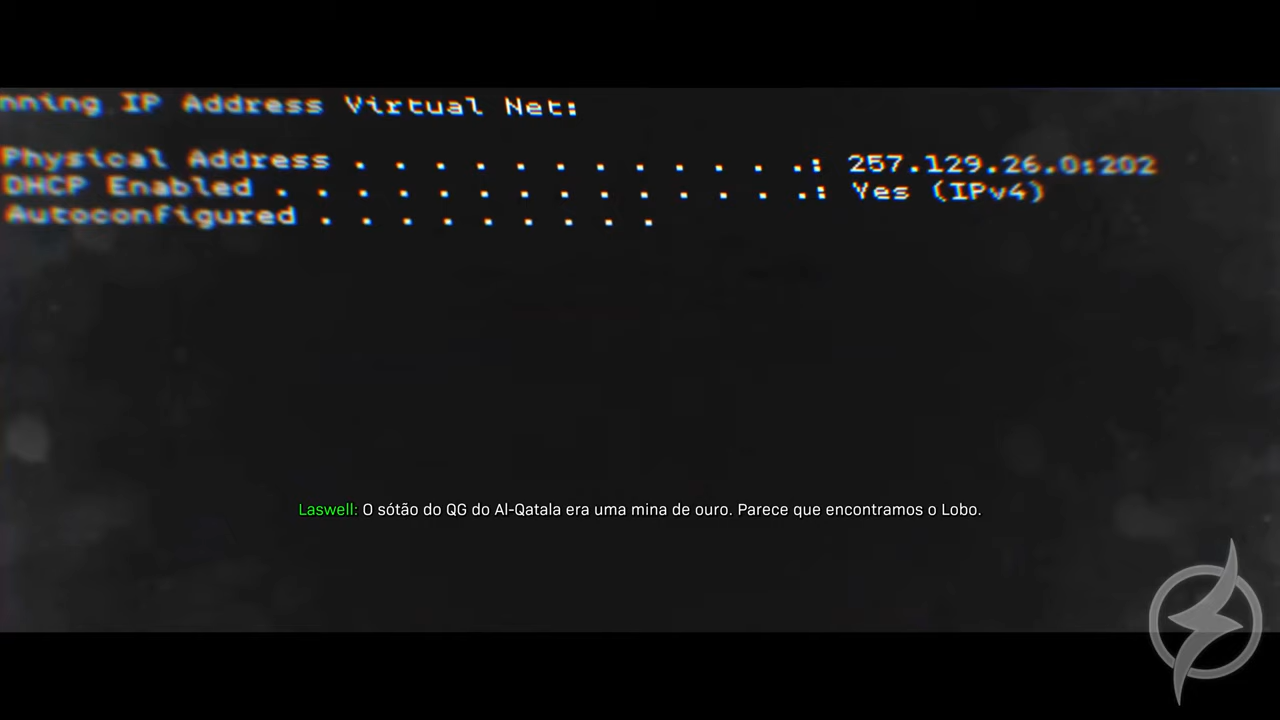 nning IP Address Virtual Net:
Physical Address . . . . . . . . . . . .: 257.129.26.0:202
DHCP Enabled . . . . . . . . . . . . . .: Yes (IPv4)
Autoconfigured . . . . . . . . .
Laswell: O sótão do QG do Al-Qatala era uma mina de ouro. Parece que encontramos o Lobo.